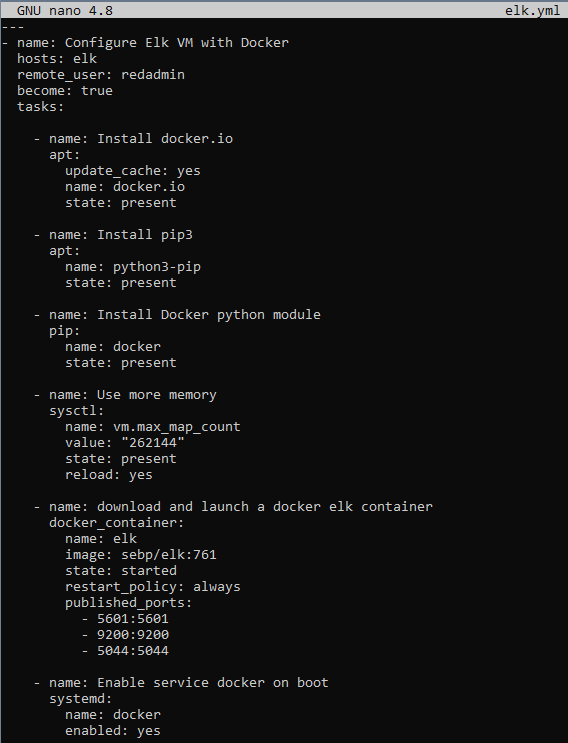 GNU nano 4.8 elk.yml
---
- name: Configure Elk VM with Docker
  hosts: elk
  remote_user: redadmin
  become: true
  tasks:

    - name: Install docker.io
      apt:
        update_cache: yes
        name: docker.io
        state: present

    - name: Install pip3
      apt:
        name: python3-pip
        state: present

    - name: Install Docker python module
      pip:
        name: docker
        state: present

    - name: Use more memory
      sysctl:
        name: vm.max_map_count
        value: "262144"
        state: present
        reload: yes

    - name: download and launch a docker elk container
      docker_container:
        name: elk
        image: sebp/elk:761
        state: started
        restart_policy: always
        published_ports:
          - 5601:5601
          - 9200:9200
          - 5044:5044

    - name: Enable service docker on boot
      systemd:
        name: docker
        enabled: yes